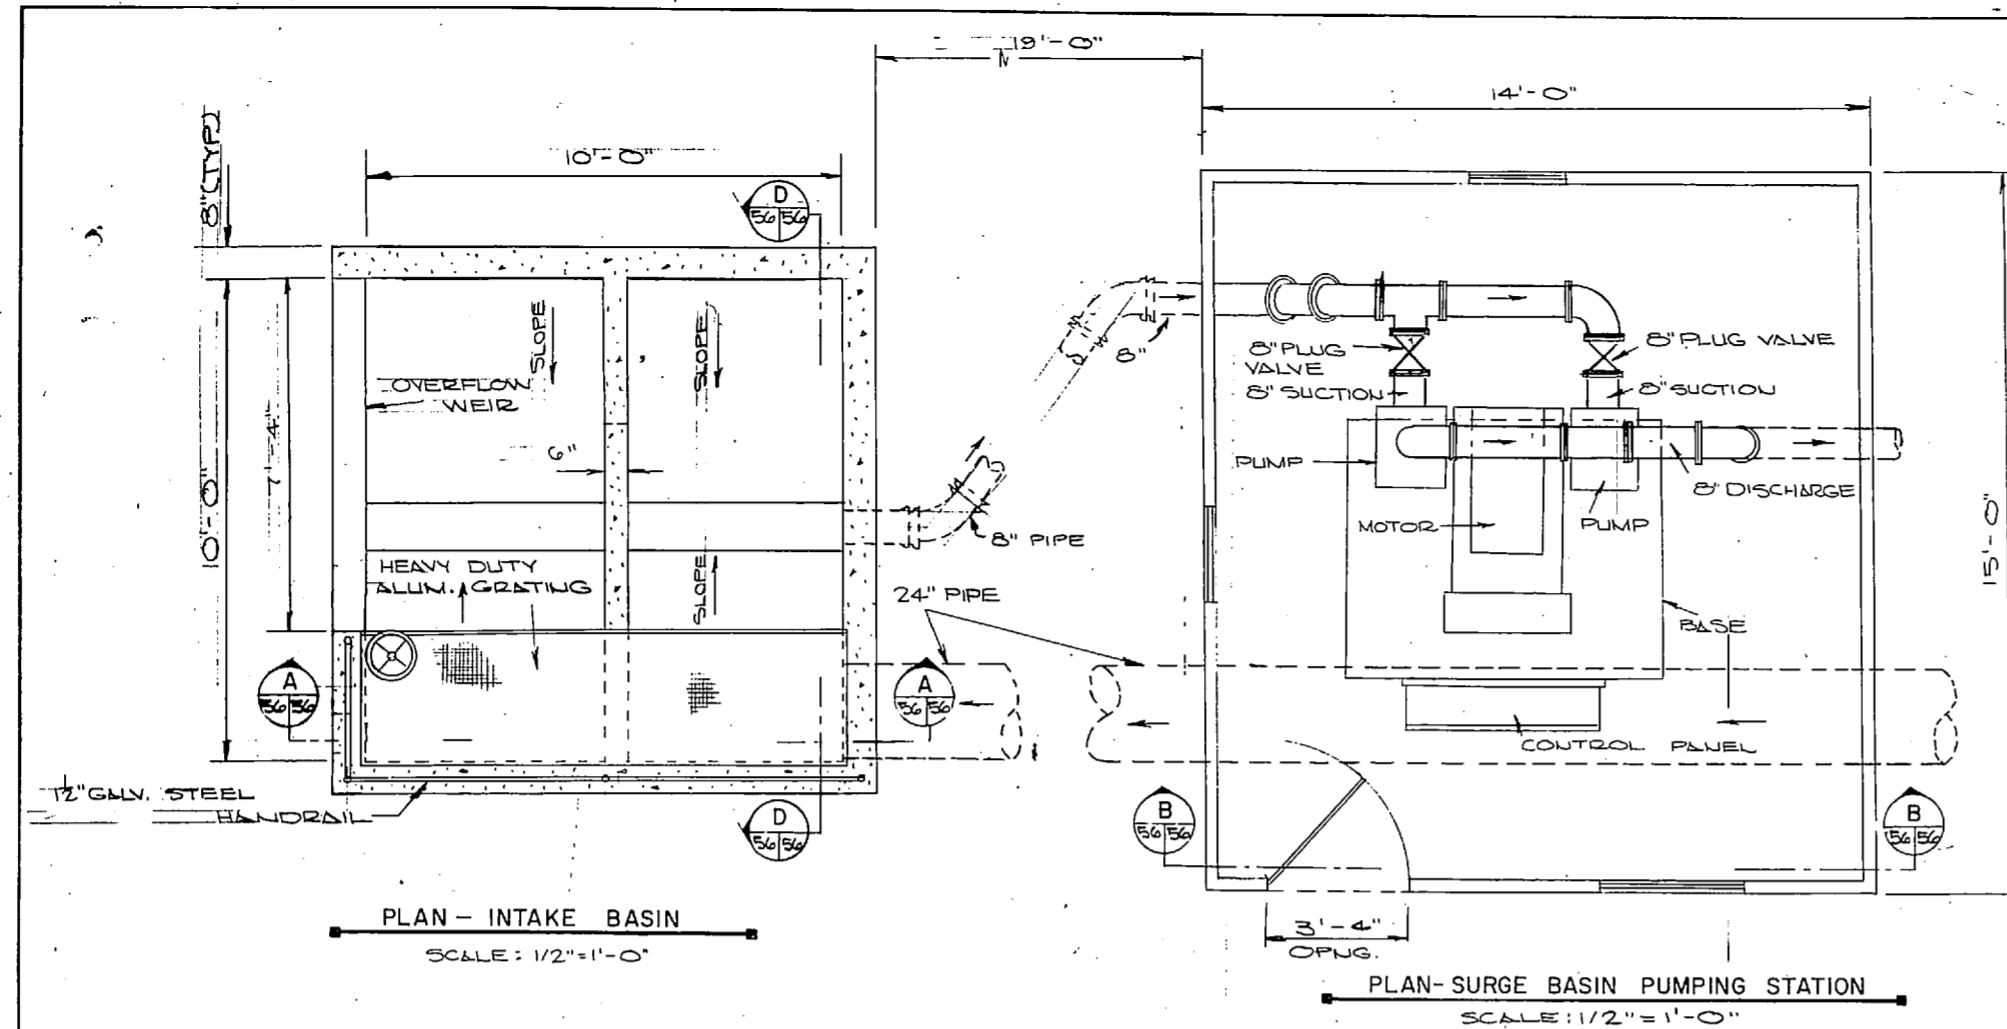 19'-0"
N
14'-0"
8"(TYP)
10'-0"
D
56 56
SLOPE
SLOPE
OVERFLOW
WEIR
7'-4"
10'-0"
6"
8"
8" PLUG
VALVE
8" PLUG VALVE
8" SUCTION
8" SUCTION
PUMP
8" DISCHARGE
MOTOR
PUMP
15'-0"
8" PIPE
HEAVY DUTY
ALUM. GRATING
SLOPE
24" PIPE
BASE
A
56 56
A
56 56
CONTROL PANEL
1½" GALV. STEEL
HANDRAIL
D
56 56
B
56 56
B
56 56
3'-4"
OPNG.
PLAN - INTAKE BASIN
SCALE: 1/2"=1'-0"
PLAN-SURGE BASIN PUMPING STATION
SCALE: 1/2"=1'-0"